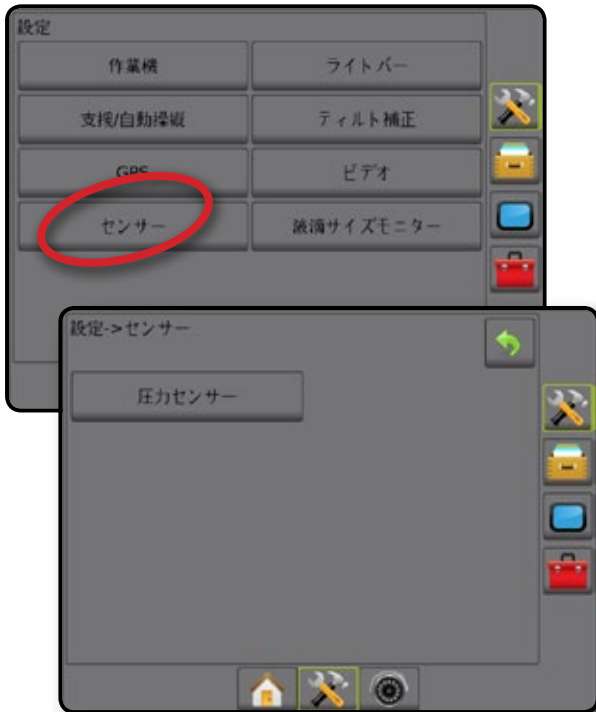 設定
作業機 ライトバー
支援/自動操縦 ティルト補正
GPS ビデオ
センサー 液滴サイズモニター
設定->センサー
圧力センサー